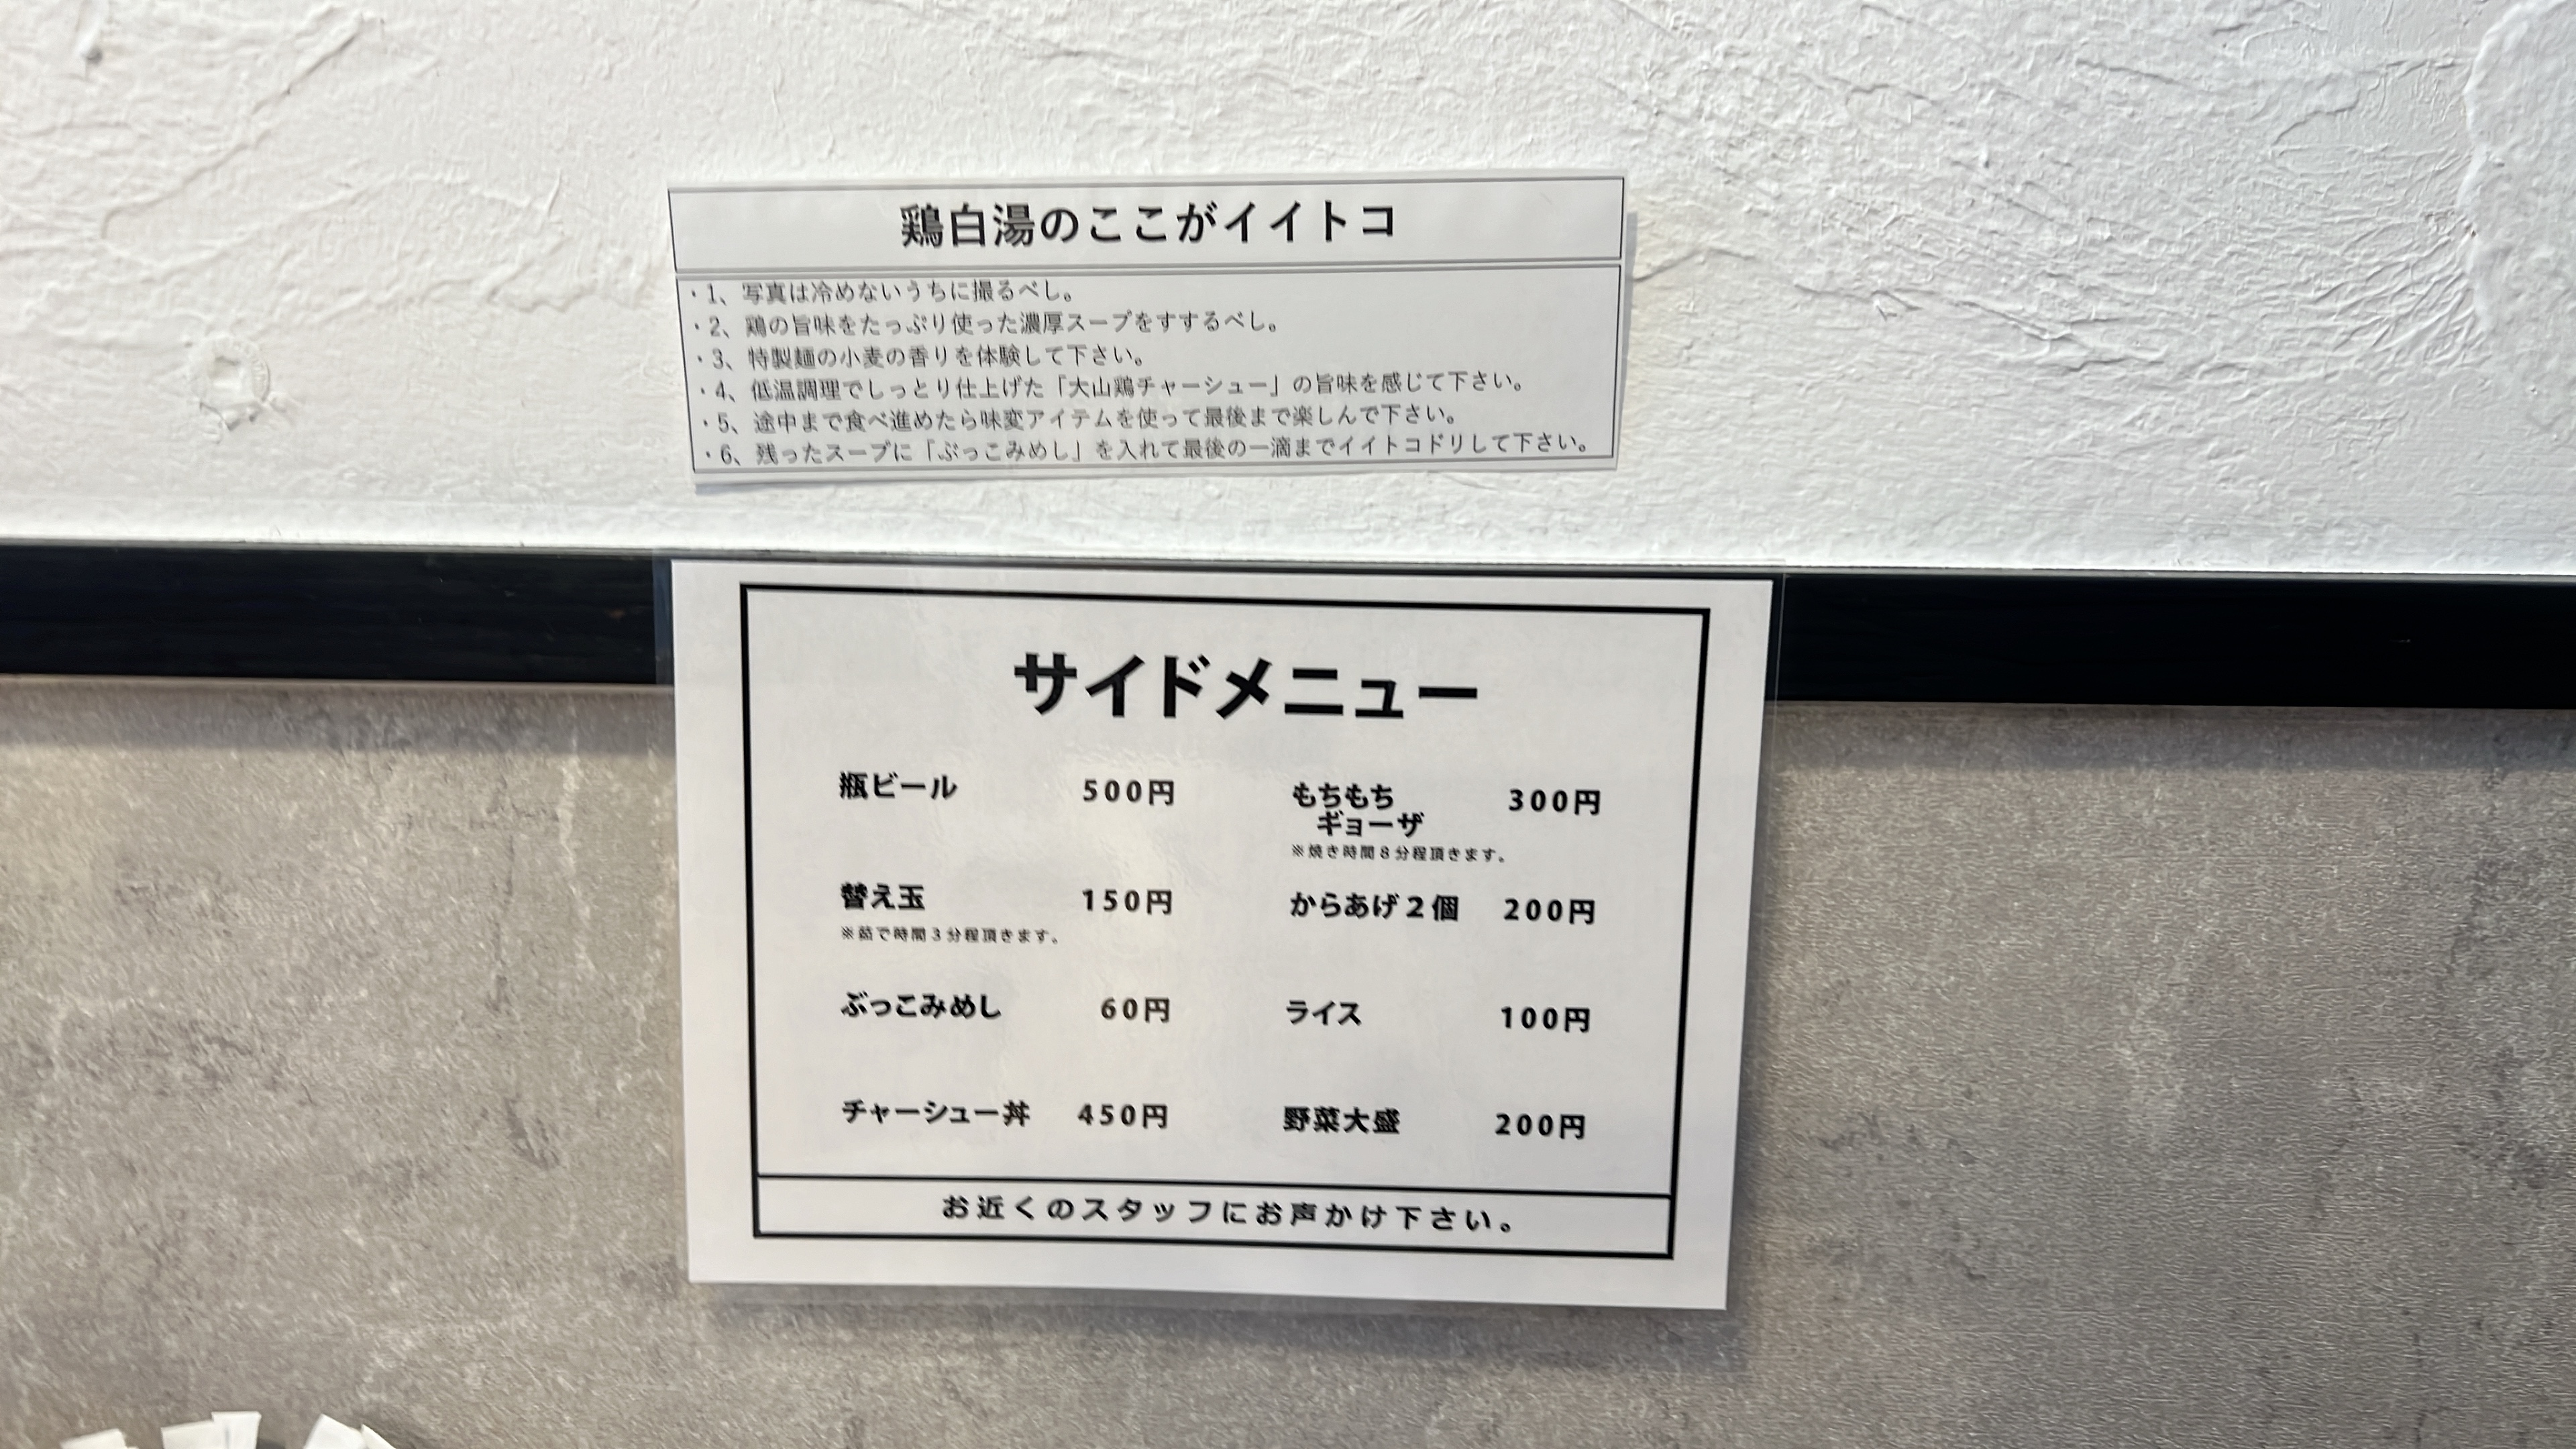 鶏白湯のここがイイトコ
・1、写真は冷めないうちに撮るべし。
・2、鶏の旨味をたっぷり使った濃厚スープをすするべし。
・3、特製麺の小麦の香りを体験して下さい。
・4、低温調理でしっとり仕上げた「大山鶏チャーシュー」の旨味を感じて下さい。
・5、途中まで食べ進めたら味変アイテムを使って最後まで楽しんで下さい。
・6、残ったスープに「ぶっこみめし」を入れて最後の一滴までイイトコドリして下さい。
サイドメニュー
瓶ビール 500円
替え玉 150円
※茹で時間3分程頂きます。
ぶっこみめし 60円
チャーシュー丼 450円
もちもち 300円
ギョーザ
※焼き時間8分程頂きます。
からあげ2個 200円
ライス 100円
野菜大盛 200円
お近くのスタッフにお声かけ下さい。